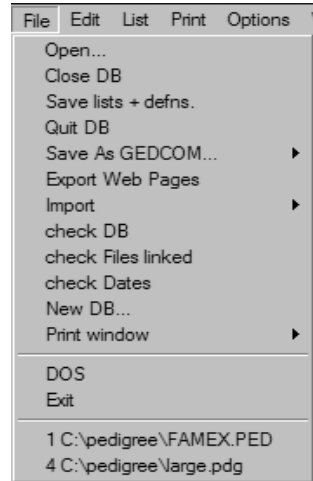 File Edit List Print Options
Open...
Close DB
Save lists + defns.
Quit DB
Save As GEDCOM...
Export Web Pages
Import
check DB
check Files linked
check Dates
New DB...
Print window
DOS
Exit
1 C:\pedigree\FAMEX.PED
4 C:\pedigree\large.pdg